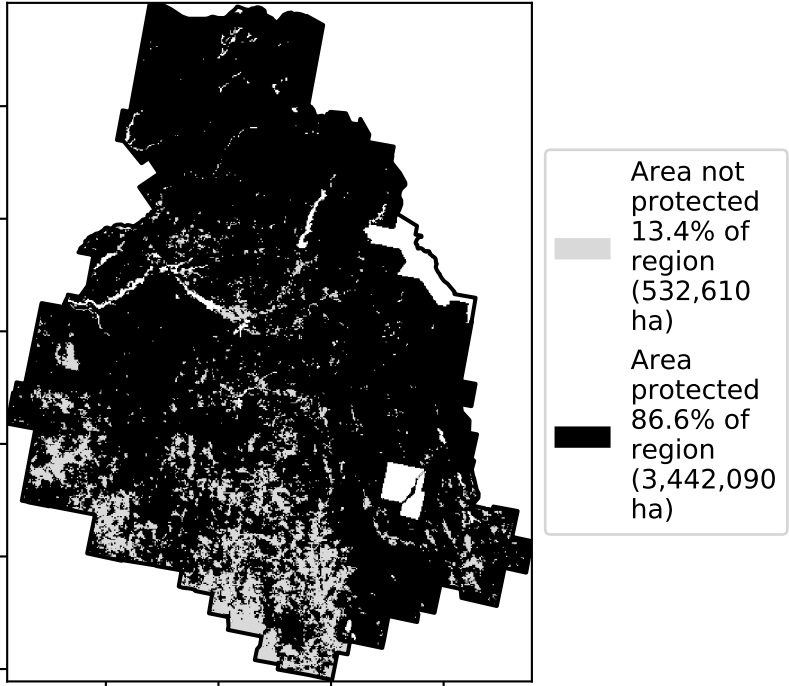 Area not
protected
13.4% of
region
(532,610
ha)
Area
protected
86.6% of
region
(3,442,090
ha)